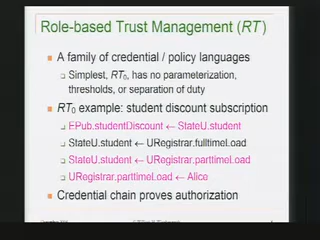 Role-based Trust Management (RT)
A family of credential / policy languages
Simplest, RT₀, has no parameterization,
thresholds, or separation of duty
RT₀ example: student discount subscription
EPub.studentDiscount ← StateU.student
StateU.student ← URegistrar.fulltimeLoad
StateU.student ← URegistrar.parttimeLoad
URegistrar.parttimeLoad ← Alice
Credential chain proves authorization